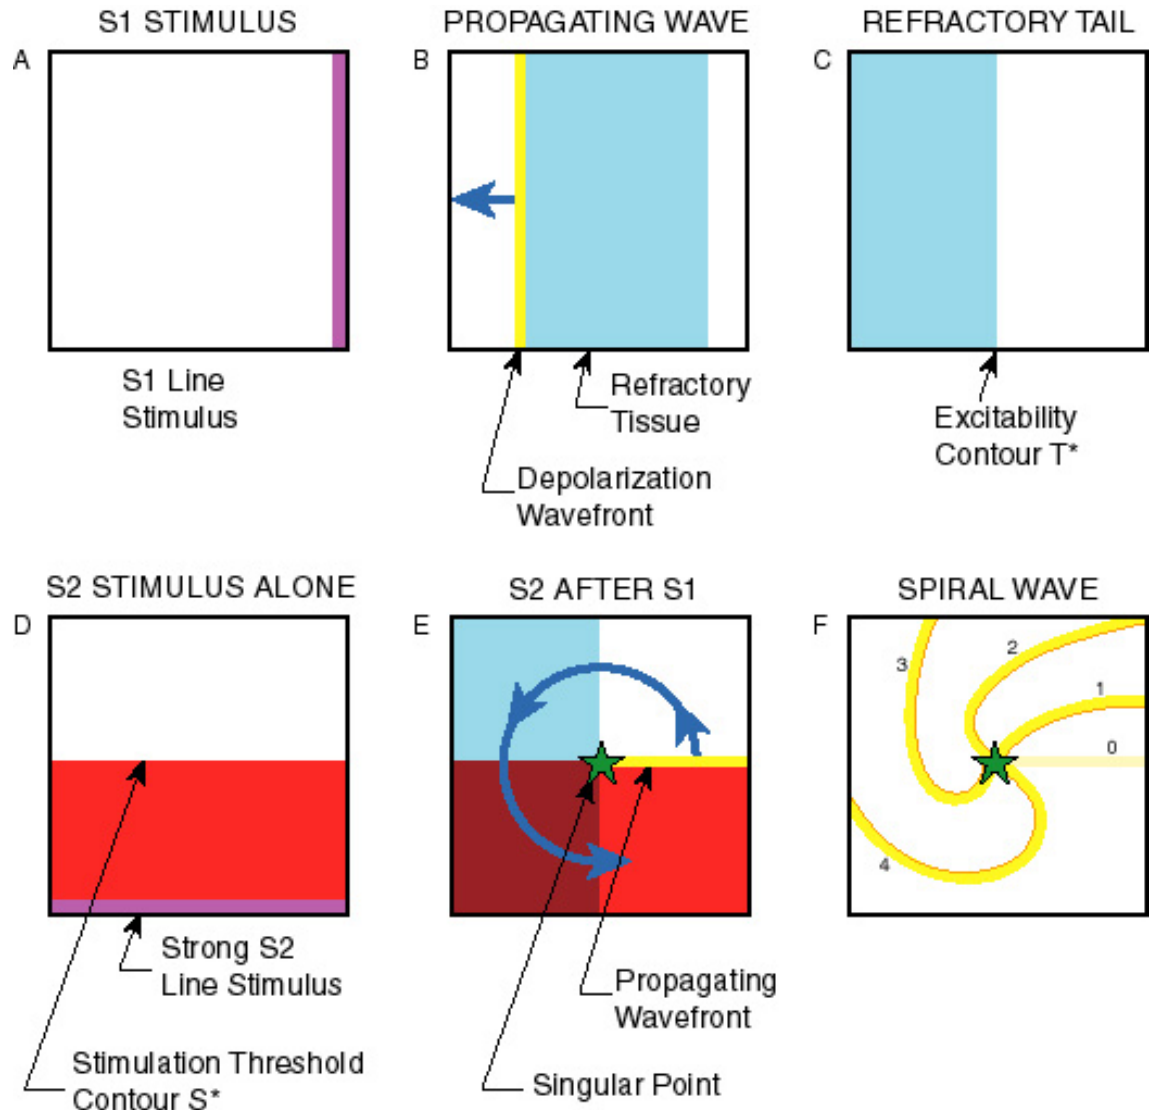 S1 STIMULUS
PROPAGATING WAVE
REFRACTORY TAIL
A
B
C
S1 Line
Stimulus
Refractory
Tissue
Depolarization
Wavefront
Excitability
Contour T*
S2 STIMULUS ALONE
S2 AFTER S1
SPIRAL WAVE
D
E
F
3
2
1
0
4
Strong S2
Line Stimulus
Stimulation Threshold
Contour S*
Propagating
Wavefront
Singular Point